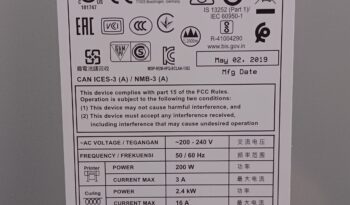 101747
IS 13252 (Part 1)/
IEC 60950-1
EAC
R-41004290
www.bis.gov.in
May 02, 2019
Mfg Date
CAN ICES-3 (A) / NMB-3 (A)
This device complies with part 15 of the FCC Rules.
Operation is subject to the following two conditions:
(1) This device may not cause harmful interference, and
(2) This device must accept any interference received,
including interference that may cause undesired operation
~AC VOLTAGE / TEGANGAN ~200 - 240 V 交流电压
FREQUENCY / FREKUENSI 50 / 60 Hz 频率范围
Printer POWER 200 W 功率
CURRENT MAX 3 A 电流
Curing POWER 2.4 kW 功率
CURRENT MAX 16 A 电流